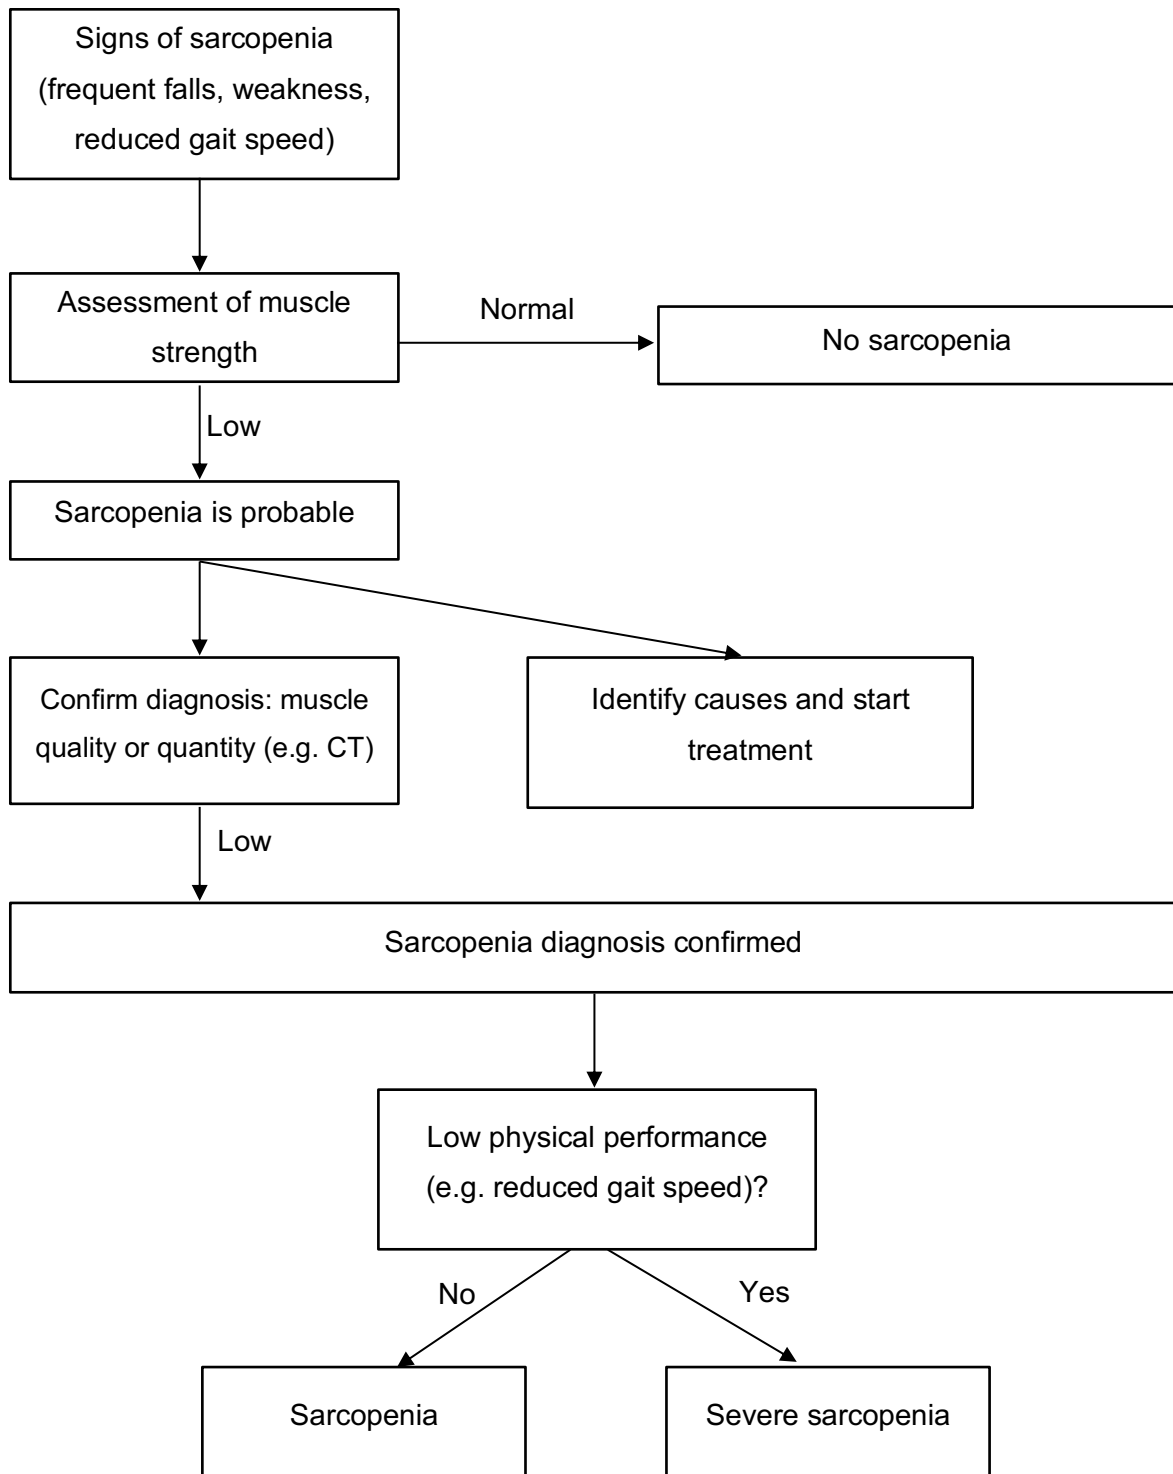 Signs of sarcopenia
(frequent falls, weakness,
reduced gait speed)
Assessment of muscle
strength
Normal
No sarcopenia
Low
Sarcopenia is probable
Confirm diagnosis: muscle
quality or quantity (e.g. CT)
Identify causes and start
treatment
Low
Sarcopenia diagnosis confirmed
Low physical performance
(e.g. reduced gait speed)?
No
Yes
Sarcopenia
Severe sarcopenia